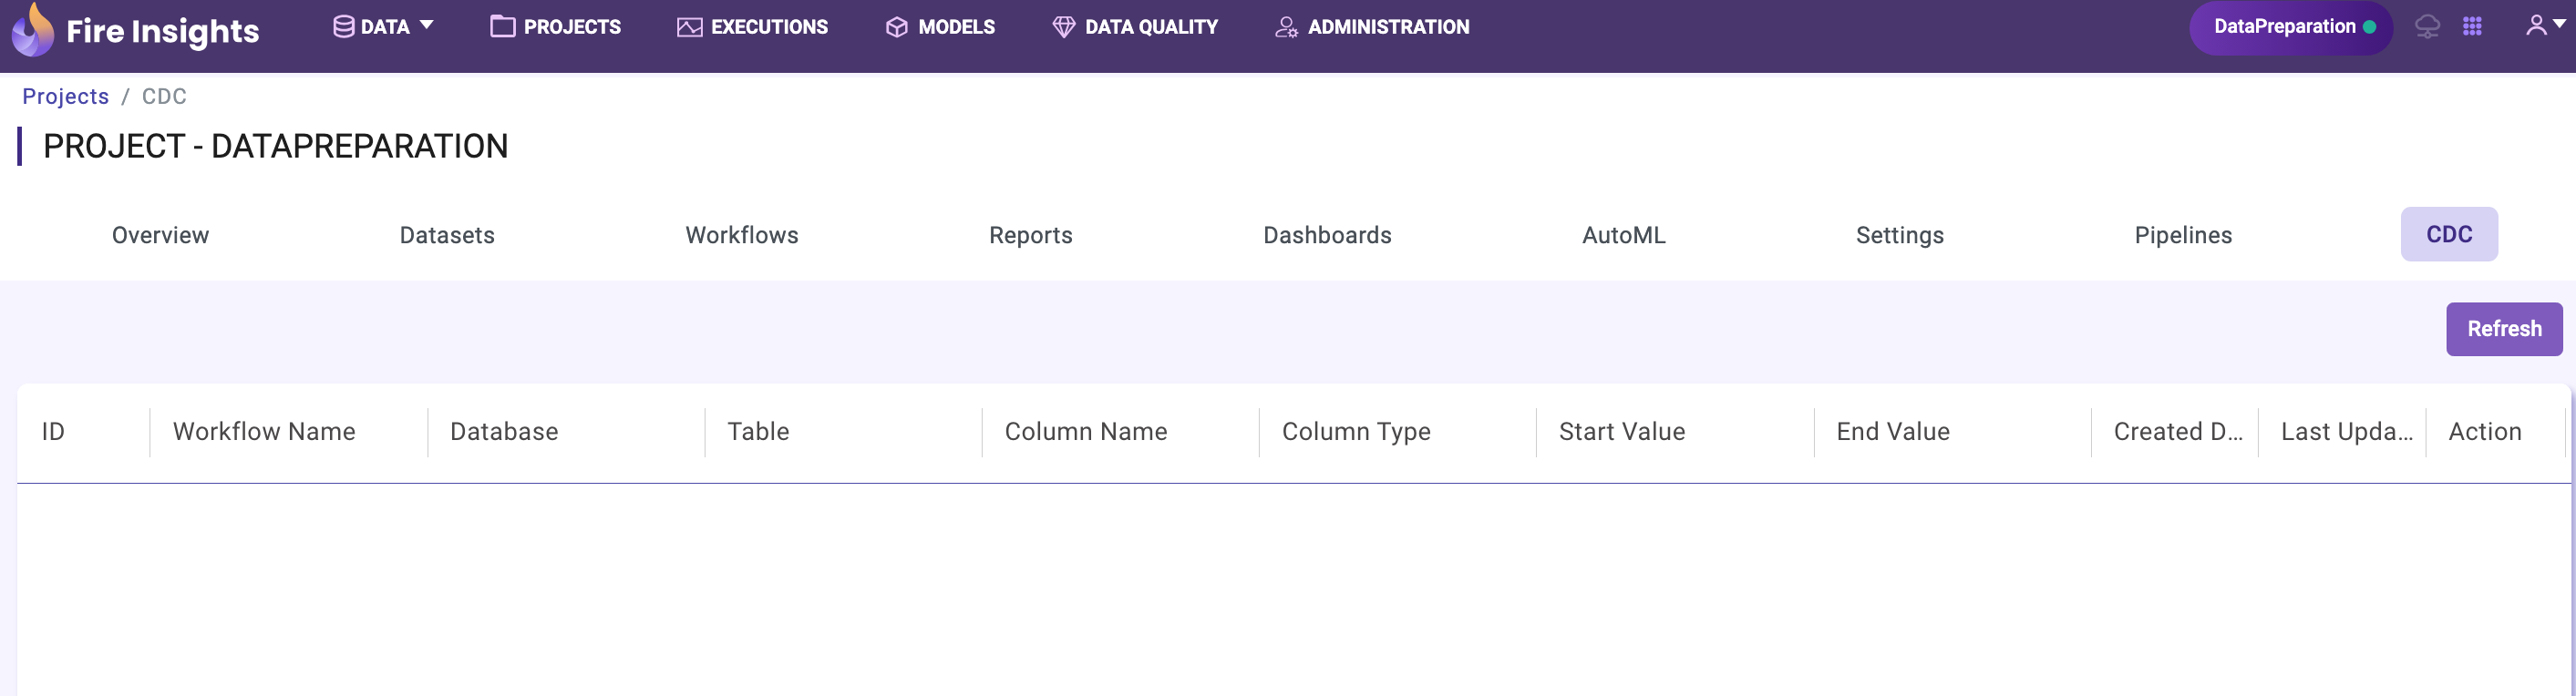 Fire Insights DATA PROJECTS EXECUTIONS MODELS DATA QUALITY ADMINISTRATION DataPreparation
Projects / CDC
PROJECT - DATAPREPARATION
Overview Datasets Workflows Reports Dashboards AutoML Settings Pipelines CDC
Refresh
ID Workflow Name Database Table Column Name Column Type Start Value End Value Created D... Last Upda... Action